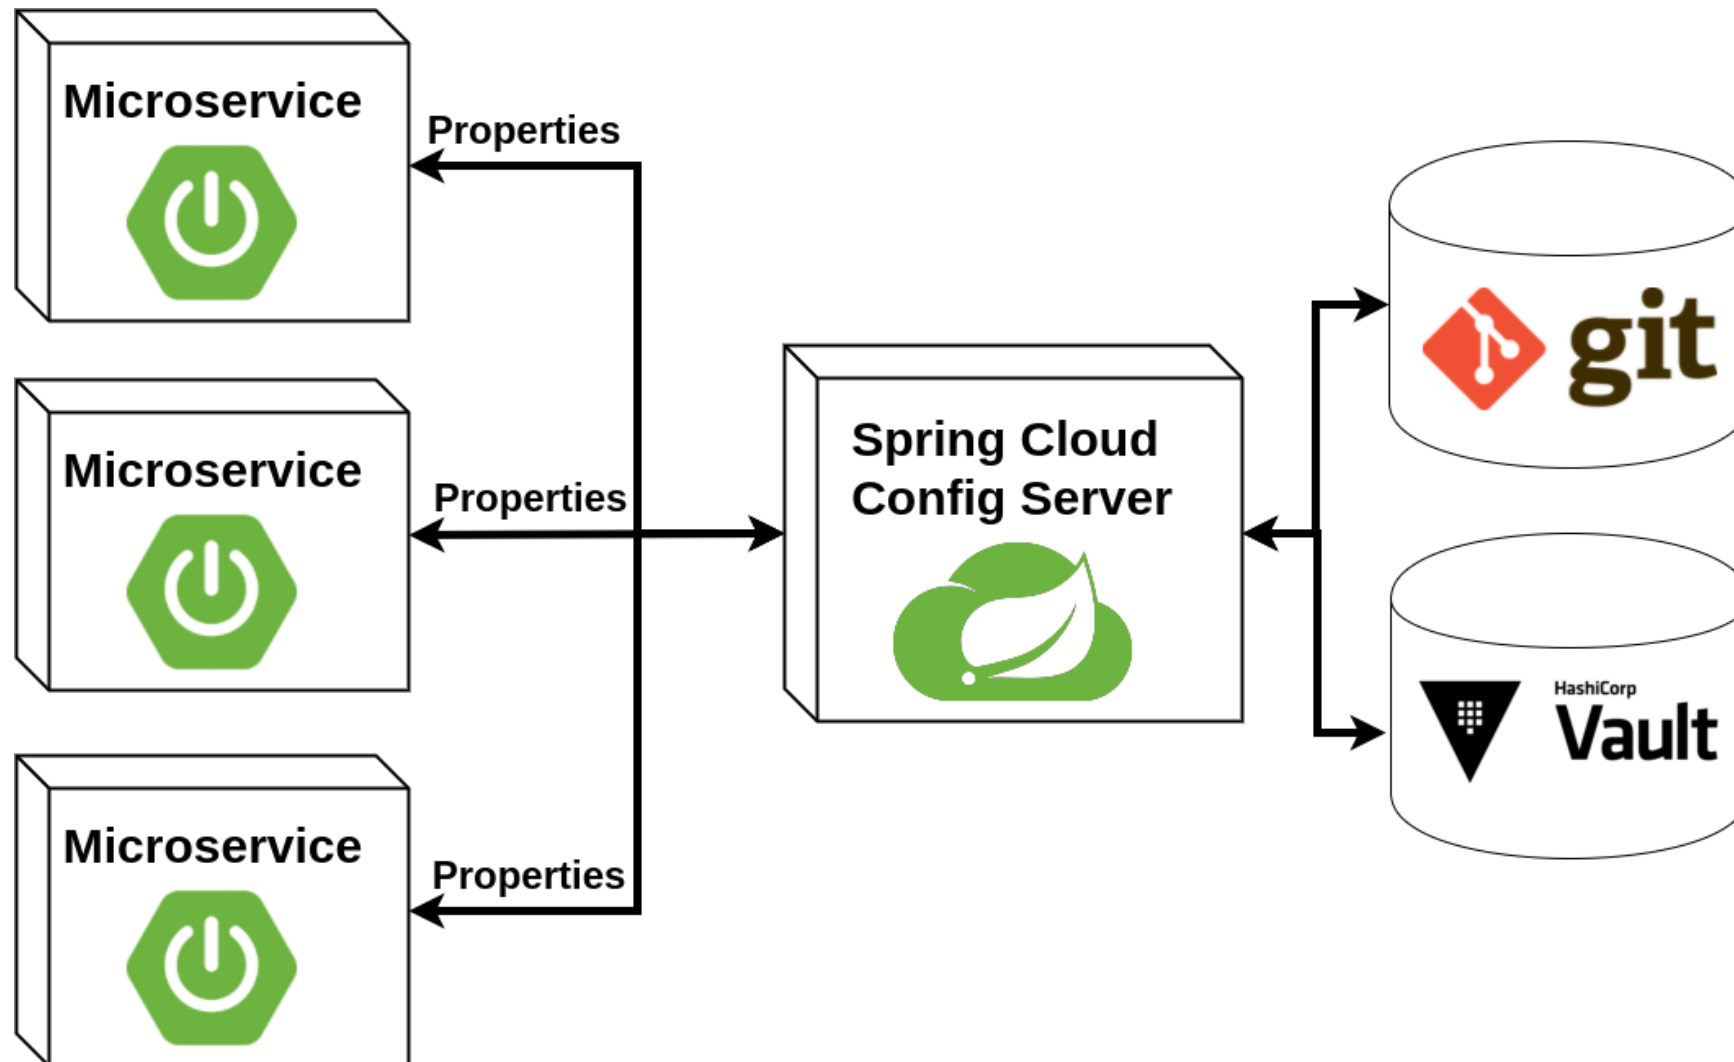 Microservice
Properties
Microservice
Properties
Microservice
Properties
Spring Cloud
Config Server
git
HashiCorp
Vault